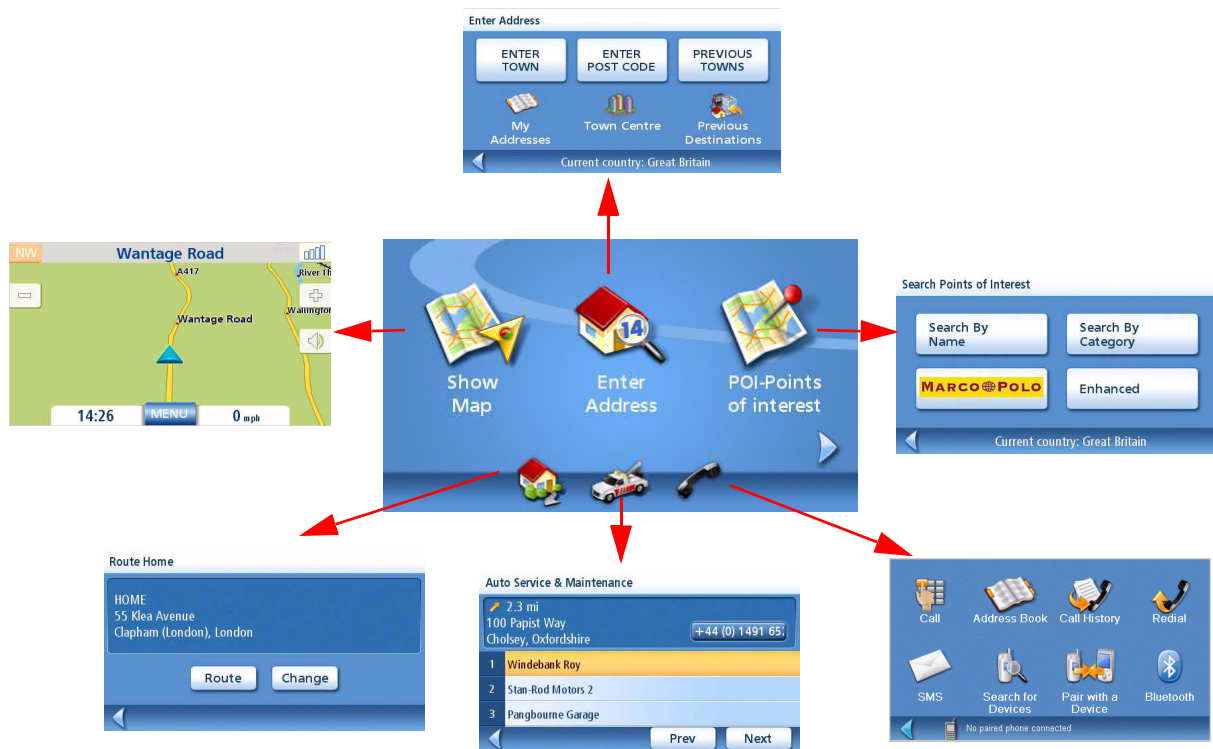 Enter Address
ENTER
TOWN
ENTER
POST CODE
PREVIOUS
TOWNS
My
Addresses
Town Centre
Previous
Destinations
Current country: Great Britain
NW
Wantage Road
A417
River Th
Wallingfor
Wantage Road
14:26
MENU
0 mph
Show
Map
14
Enter
Address
POI-Points
of interest
Search Points of Interest
Search By
Name
Search By
Category
MARCO POLO
Enhanced
Current country: Great Britain
Route Home
HOME
55 Klea Avenue
Clapham (London), London
Route
Change
Auto Service & Maintenance
2.3 mi
100 Papist Way
Cholsey, Oxfordshire
+44 (0) 1491 65
1 Windebank Roy
2 Stan-Rod Motors 2
3 Pangbourne Garage
Prev
Next
Call
Address Book
Call History
Redial
SMS
Search for
Devices
Pair with a
Device
Bluetooth
No paired phone connected